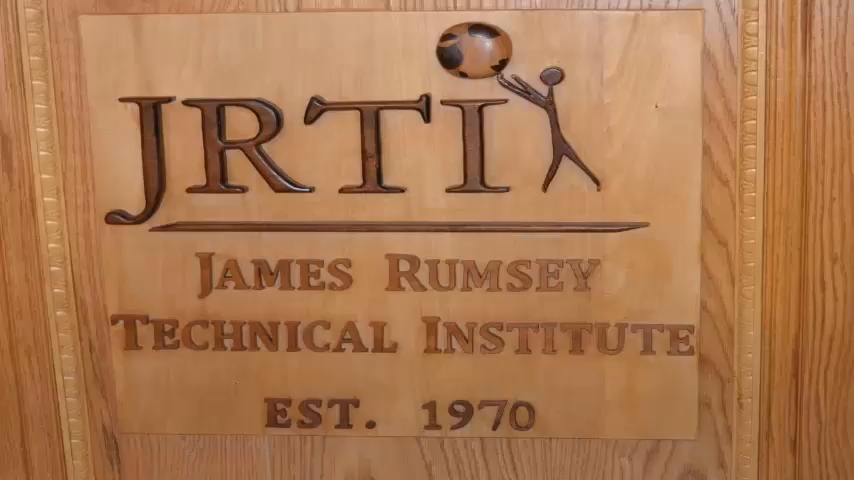 JRTI
JAMES RUMSEY
TECHNICAL INSTITUTE
EST. 1970